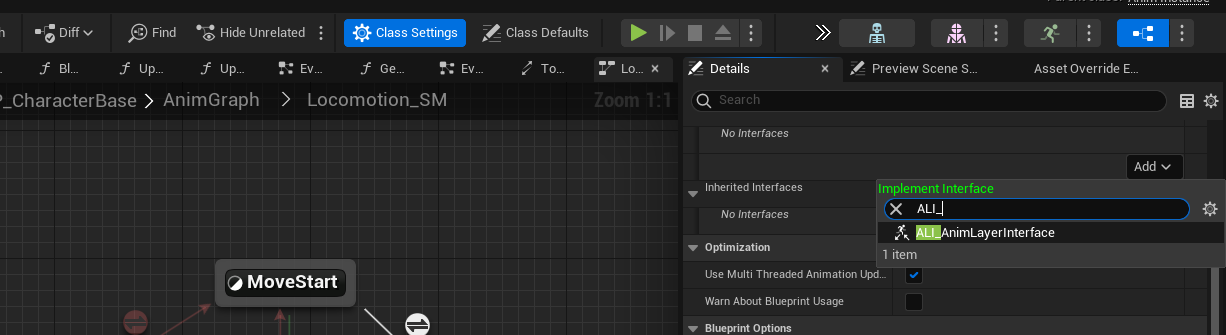 Parent class: Anim Instance
h Diff Find Hide Unrelated Class Settings Class Defaults
Bl... Up... Up... Ev... Ge... Ev... To... Lo... Details Preview Scene S... Asset Override E...
P_CharacterBase > AnimGraph > Locomotion_SM Zoom 1:1
Search
No Interfaces
Add
Inherited Interfaces
Implement Interface
ALI_
No Interfaces
ALI_AnimLayerInterface
1 item
Optimization
Use Multi Threaded Animation Upd...
MoveStart
Warn About Blueprint Usage
Blueprint Options